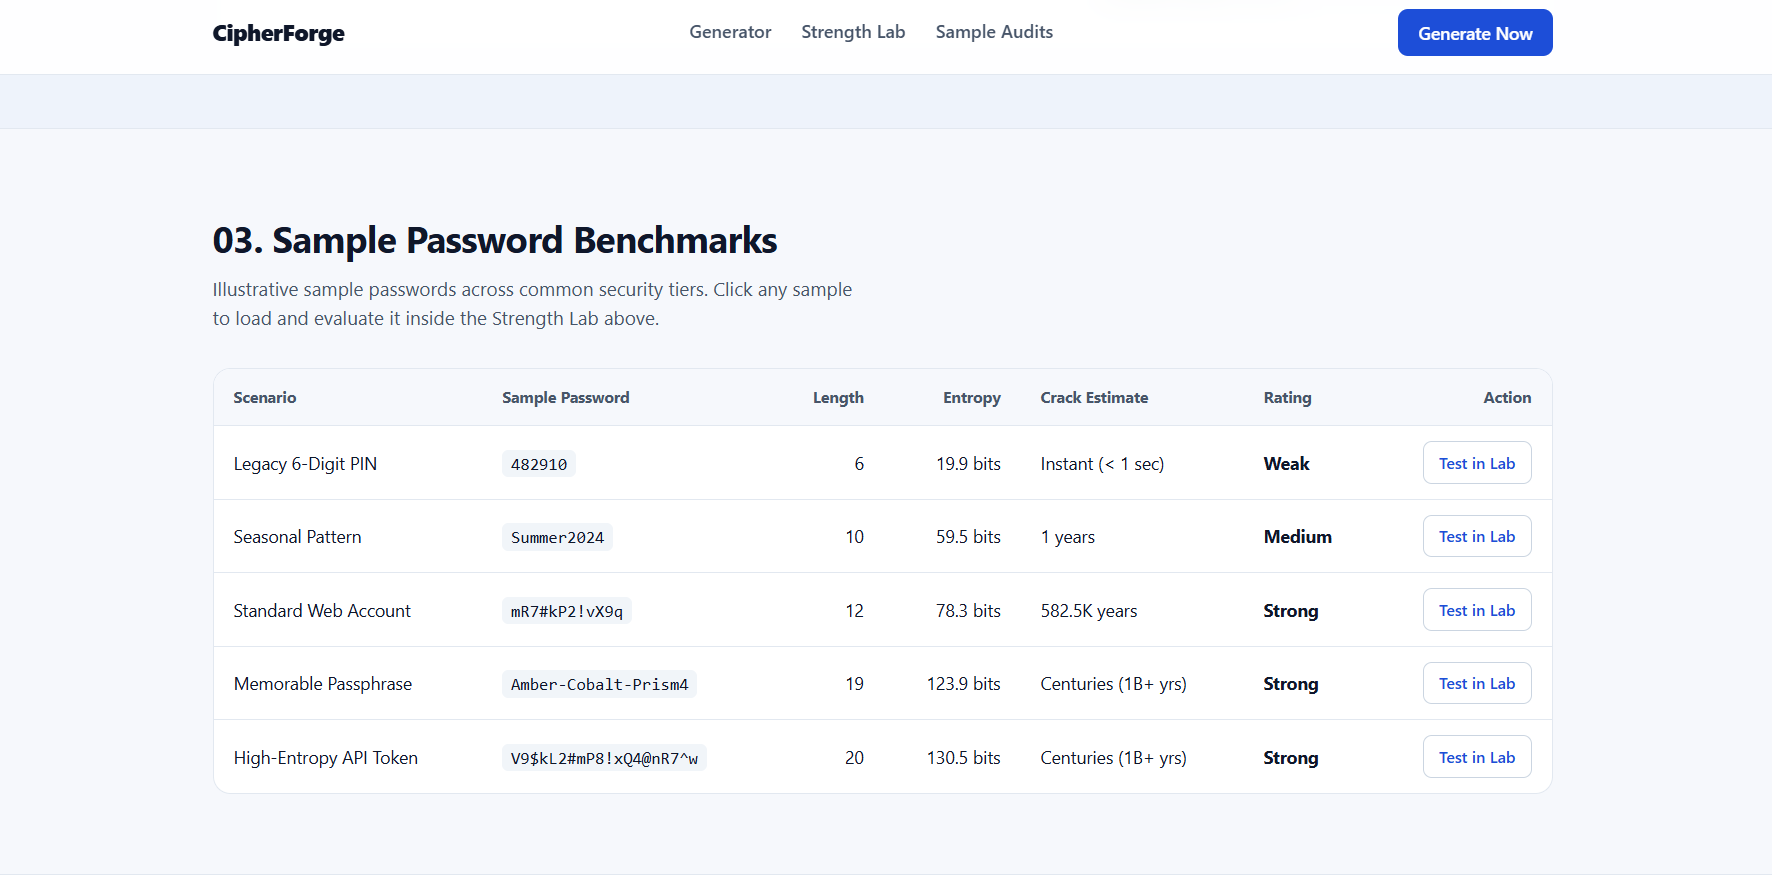 CipherForge Generator Strength Lab Sample Audits Generate Now
03. Sample Password Benchmarks
Illustrative sample passwords across common security tiers. Click any sample
to load and evaluate it inside the Strength Lab above.
Scenario Sample Password Length Entropy Crack Estimate Rating Action
Legacy 6-Digit PIN 482910 6 19.9 bits Instant (< 1 sec) Weak Test in Lab
Seasonal Pattern Summer2024 10 59.5 bits 1 years Medium Test in Lab
Standard Web Account mR7#kP2!vX9q 12 78.3 bits 582.5K years Strong Test in Lab
Memorable Passphrase Amber-Cobalt-Prism4 19 123.9 bits Centuries (1B+ yrs) Strong Test in Lab
High-Entropy API Token V9$kL2#mP8!xQ4@nR7^w 20 130.5 bits Centuries (1B+ yrs) Strong Test in Lab